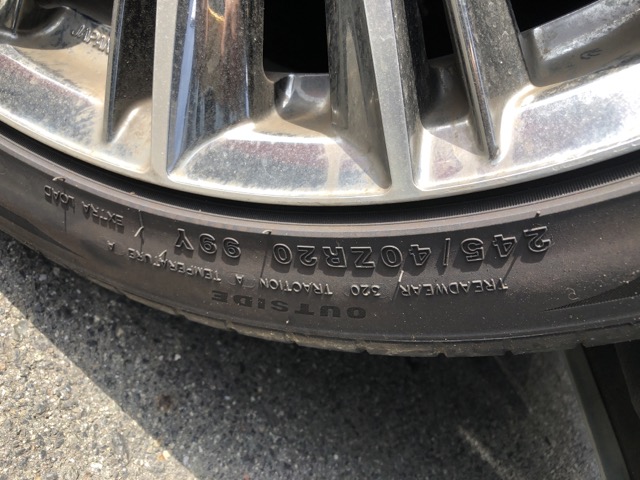 245/40ZR20 99Y EXTRA LOAD
TREADWEAR 320 TRACTION A TEMPERATURE A
OUTSIDE